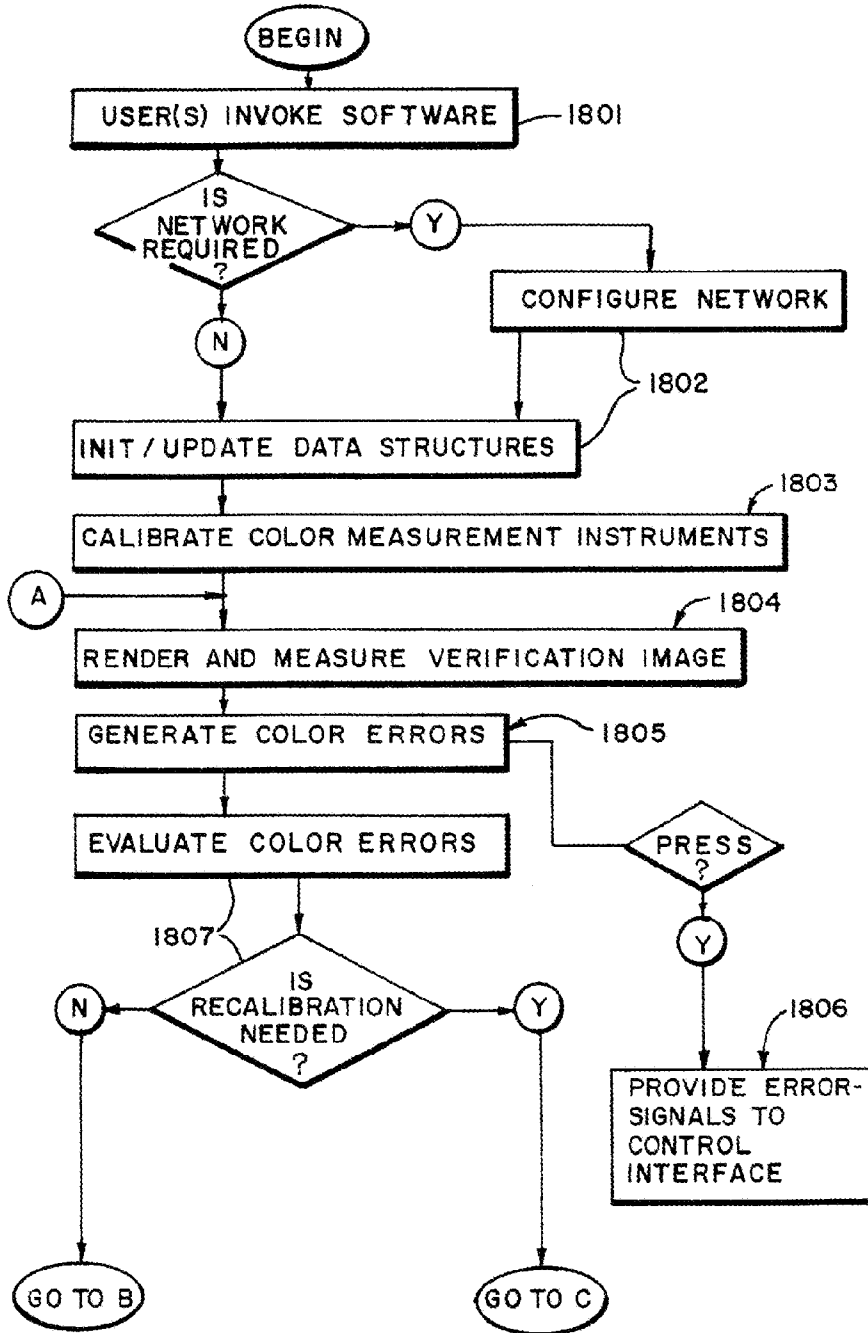 BEGIN
USER(S) INVOKE SOFTWARE
1801
IS
NETWORK
REQUIRED
?
Y
CONFIGURE NETWORK
N
1802
INIT/UPDATE DATA STRUCTURES
1803
CALIBRATE COLOR MEASUREMENT INSTRUMENTS
A
1804
RENDER AND MEASURE VERIFICATION IMAGE
GENERATE COLOR ERRORS
1805
EVALUATE COLOR ERRORS
PRESS
?
Y
1807
IS
RECALIBRATION
NEEDED
?
N
Y
1806
PROVIDE ERROR-
SIGNALS TO
CONTROL
INTERFACE
GO TO B
GO TO C